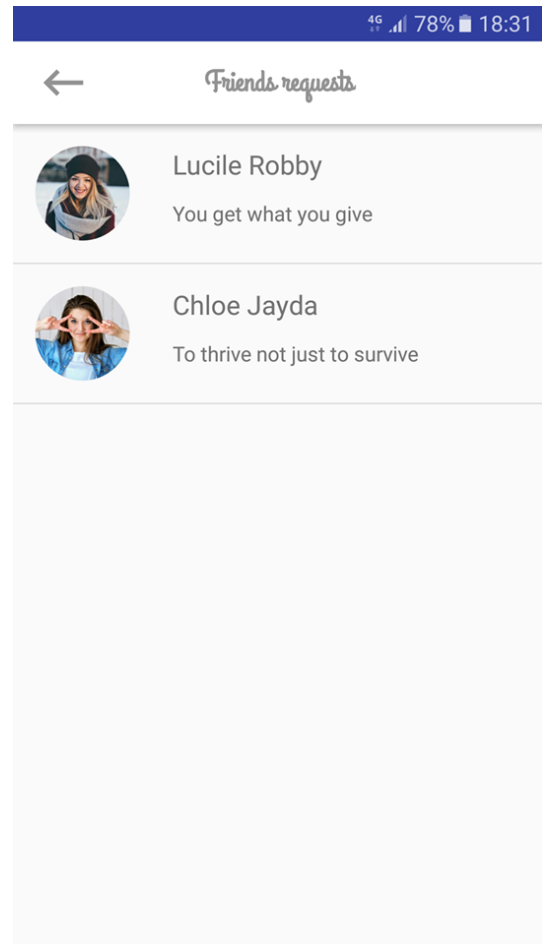 4G 78% 18:31
Friends requests
Lucile Robby
You get what you give
Chloe Jayda
To thrive not just to survive